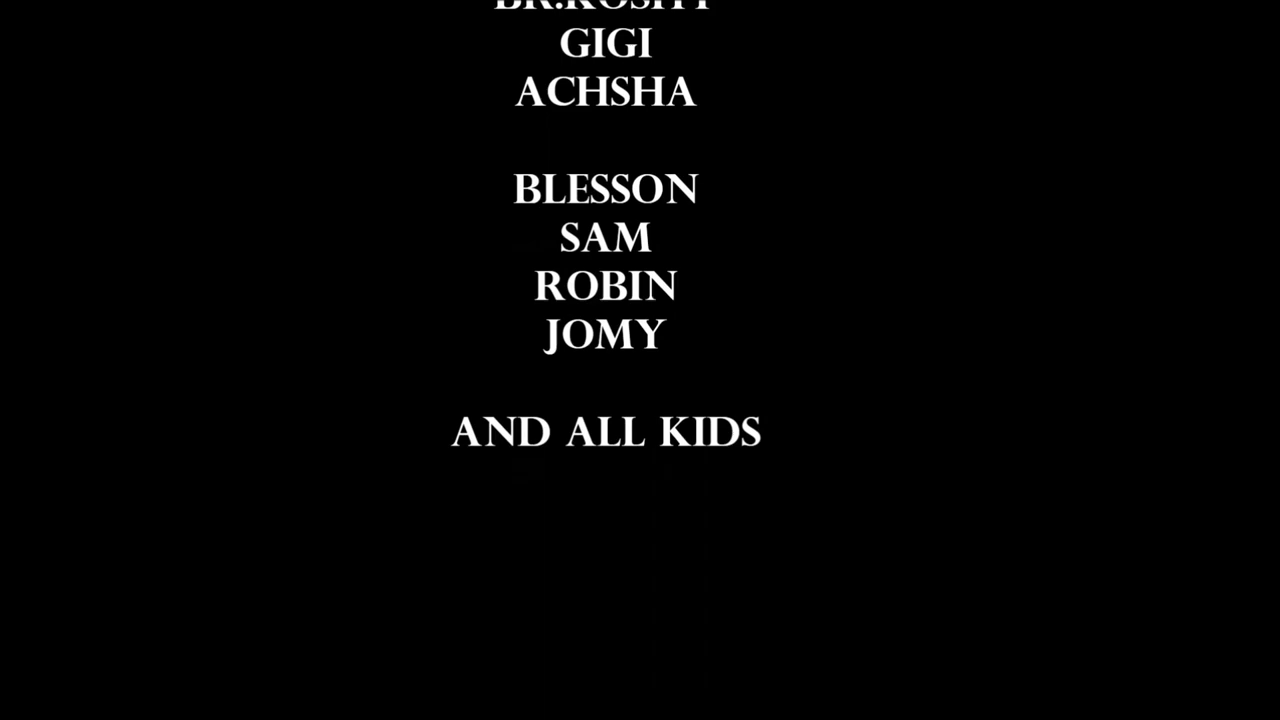 GIGI
ACHSHA
BLESSON
SAM
ROBIN
JOMY
AND ALL KIDS